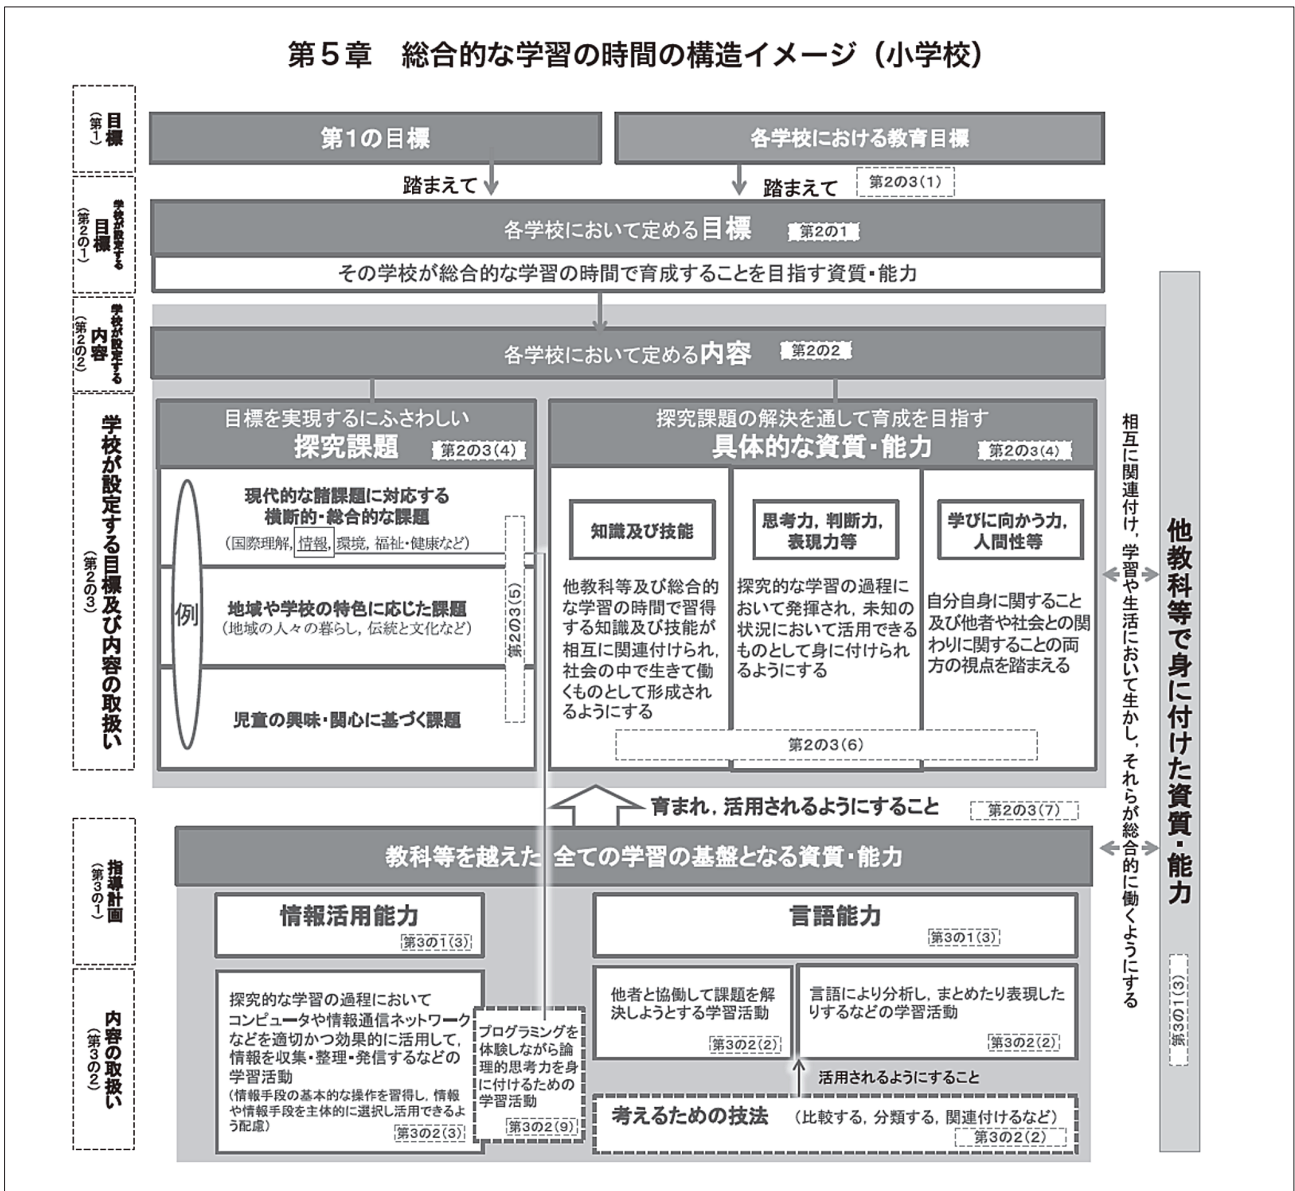 第5章　総合的な学習の時間の構造イメージ（小学校）
目標
（第1）
第1の目標
各学校における教育目標
踏まえて
踏まえて
第2の3(1)
学校が設定する
目標
（第2の1）
各学校において定める目標
第2の1
その学校が総合的な学習の時間で育成することを目指す資質・能力
学校が設定する
内容
（第2の2）
各学校において定める内容
第2の2
学校が設定する目標及び内容の取扱い
（第2の3）
目標を実現するにふさわしい
探究課題
第2の3(4)
例
現代的な諸課題に対応する
横断的・総合的な課題
（国際理解，情報，環境，福祉・健康など）
地域や学校の特色に応じた課題
（地域の人々の暮らし，伝統と文化など）
児童の興味・関心に基づく課題
第2の3(5)
探究課題の解決を通して育成を目指す
具体的な資質・能力
第2の3(4)
知識及び技能
他教科等及び総合的
な学習の時間で習得
する知識及び技能が
相互に関連付けられ，
社会の中で生きて働
くものとして形成され
るようにする
思考力，判断力，
表現力等
探究的な学習の過程に
おいて発揮され，未知の
状況において活用できる
ものとして身に付けられ
るようにする
学びに向かう力，
人間性等
自分自身に関すること
及び他者や社会との関
わりに関することの両
方の視点を踏まえる
第2の3(6)
相互に関連付け，学習や生活において生かし，それらが総合的に働くようにする
他教科等で身に付けた資質・能力
第3の1(3)
育まれ，活用されるようにすること
第2の3(7)
指導計画
（第3の1）
教科等を越えた 全ての学習の基盤となる資質・能力
情報活用能力
第3の1(3)
言語能力
第3の1(3)
内容の取扱い
（第3の2）
探究的な学習の過程において
コンピュータや情報通信ネットワーク
などを適切かつ効果的に活用して，
情報を収集・整理・発信するなどの
学習活動
（情報手段の基本的な操作を習得し，情報
や情報手段を主体的に選択し活用できるよ
う配慮）
第3の2(3)
プログラミングを
体験しながら論
理的思考力を身
に付けるための
学習活動
第3の2(9)
他者と協働して課題を解
決しようとする学習活動
第3の2(2)
言語により分析し，まとめたり表現した
りするなどの学習活動
第3の2(2)
活用されるようにすること
考えるための技法　（比較する，分類する，関連付けるなど）
第3の2(2)